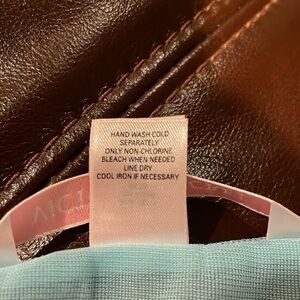 HAND WASH COLD
SEPARATELY
ONLY NON CHLORINE
BLEACH WHEN NEEDED
LINE DRY
COOL IRON IF NECESSARY